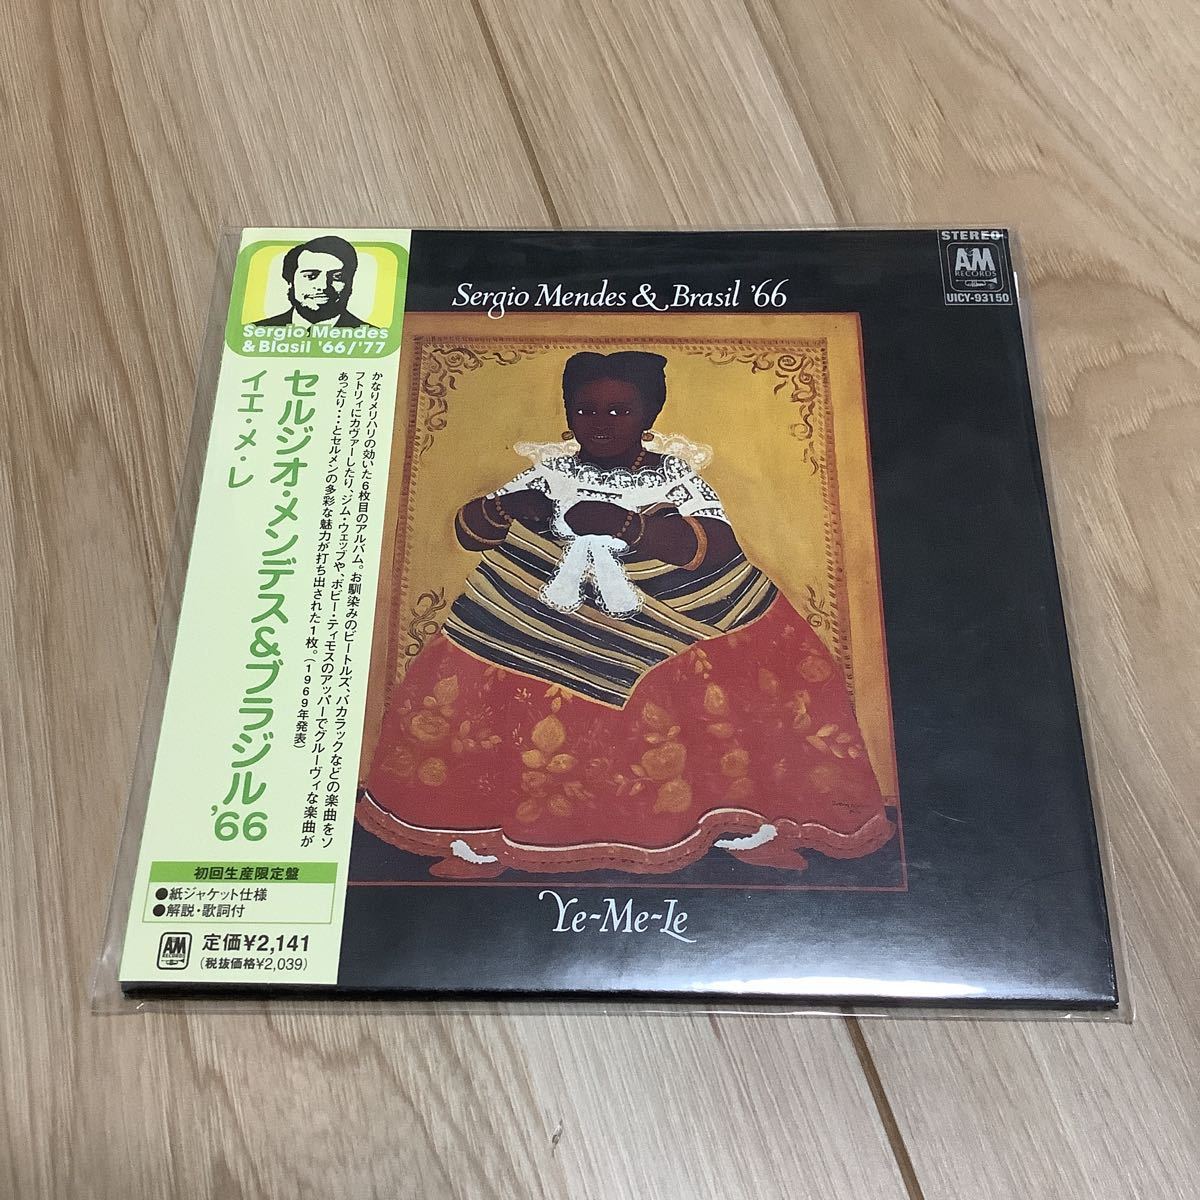 Sergio Mendes
& Blasil '66/'77
セルジオ・メンデス&ブラジル'66
イエ・メ・レ
かなりメリハリの効いた6枚目のアルバム。お馴染みのビートルズ、バカラックなどの楽曲をソ
フトリィにカヴァーしたり、ジム・ウェッブや、ボビー・ティモスのアッパーでグルーヴィな楽曲が
あったり・・・とセルメンの多彩な魅力が打ち出された1枚。(1969年発表)
初回生産限定盤
●紙ジャケット仕様
●解説・歌詞付
A&M
RECORDS
定価¥2,141
(税抜価格¥2,039)
Sergio Mendes & Brasil '66
STEREO
A&M
RECORDS
UICY-93150
Ye-Me-Le